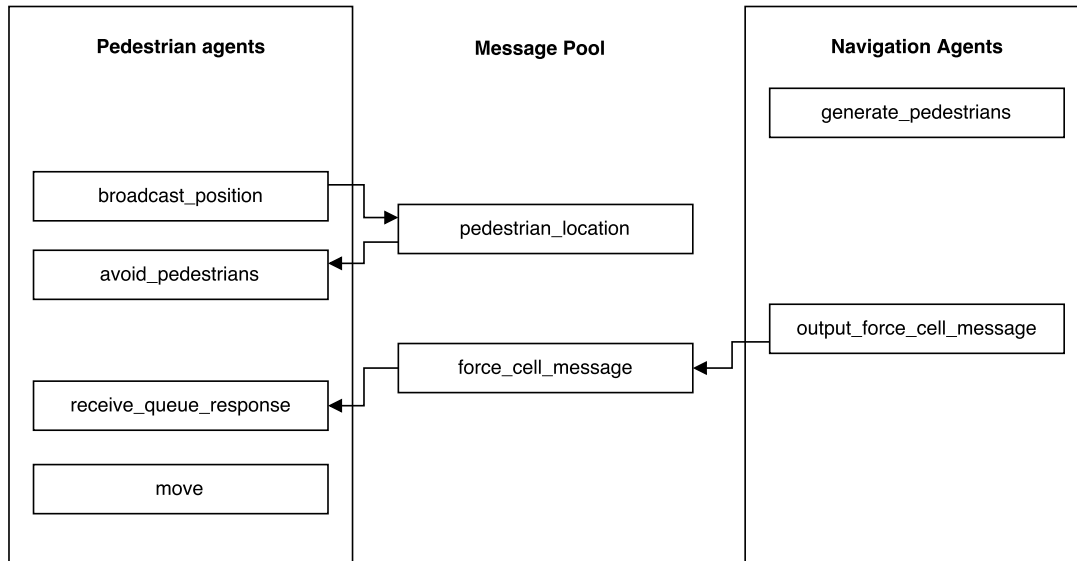 Pedestrian agents
Message Pool
Navigation Agents
generate_pedestrians
broadcast_position
pedestrian_location
avoid_pedestrians
output_force_cell_message
force_cell_message
receive_queue_response
move